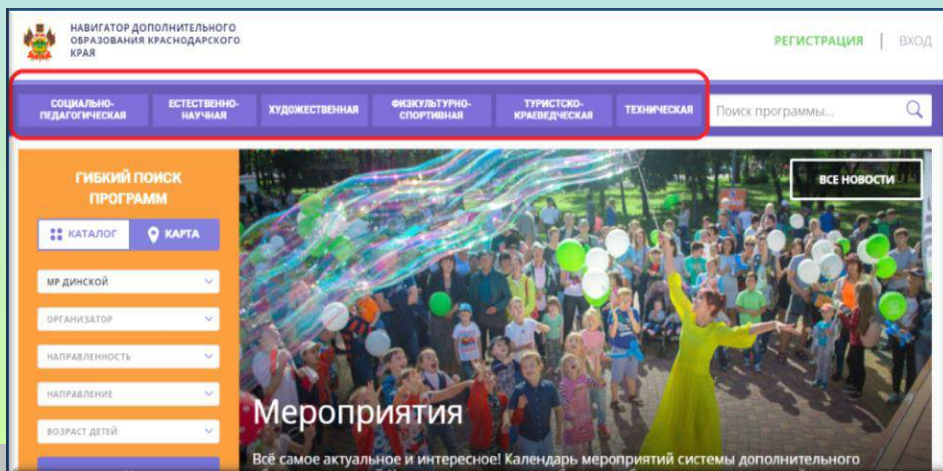 НАВИГАТОР ДОПОЛНИТЕЛЬНОГО
ОБРАЗОВАНИЯ КРАСНОДАРСКОГО
КРАЯ
РЕГИСТРАЦИЯ | ВХОД
СОЦИАЛЬНО-
ПЕДАГОГИЧЕСКАЯ
ЕСТЕСТВЕННО-
НАУЧНАЯ
ХУДОЖЕСТВЕННАЯ
ФИЗКУЛЬТУРНО-
СПОРТИВНАЯ
ТУРИСТСКО-
КРАЕВЕДЧЕСКАЯ
ТЕХНИЧЕСКАЯ
Поиск программы...
ГИБКИЙ ПОИСК
ПРОГРАММ
КАТАЛОГ
КАРТА
МР ДИНСКОЙ
ОРГАНИЗАТОР
НАПРАВЛЕННОСТЬ
НАПРАВЛЕНИЕ
ВОЗРАСТ ДЕТЕЙ
ВСЕ НОВОСТИ
Мероприятия
Всё самое актуальное и интересное! Календарь мероприятий системы дополнительного